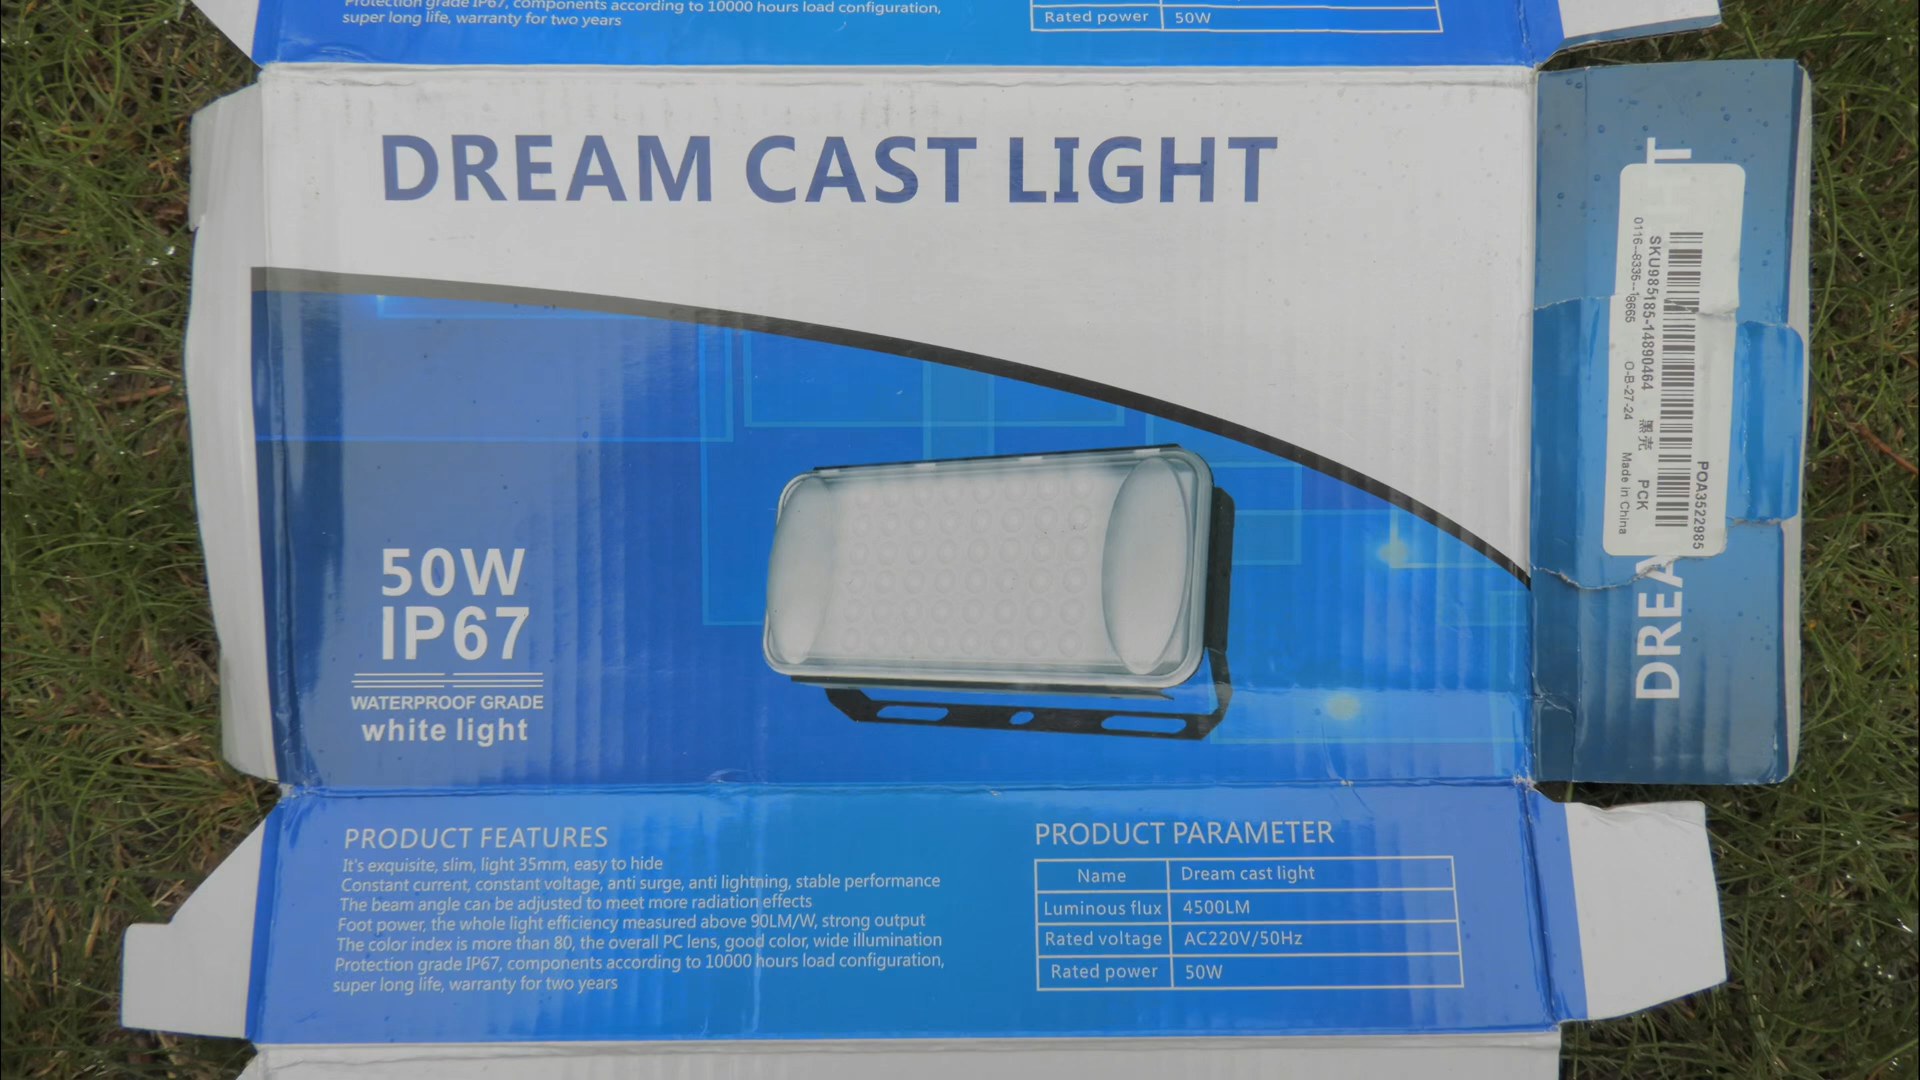 Protection grade IP67, components according to 10000 hours load configuration,
super long life, warranty for two years
Rated power 50W
DREAM CAST LIGHT
50W
IP67
WATERPROOF GRADE
white light
PRODUCT FEATURES
It's exquisite, slim, light 35mm, easy to hide
Constant current, constant voltage, anti surge, anti lightning, stable performance
The beam angle can be adjusted to meet more radiation effects
Foot power, the whole light efficiency measured above 90LM/W, strong output
The color index is more than 80, the overall PC lens, good color, wide illumination
Protection grade IP67, components according to 10000 hours load configuration,
super long life, warranty for two years
PRODUCT PARAMETER
Name Dream cast light
Luminous flux 4500LM
Rated voltage AC220V/50Hz
Rated power 50W
POA3522985
SKU985185-14890464 黑壳 PCK
0116--8335--18665 O-B-27-24 Made in China